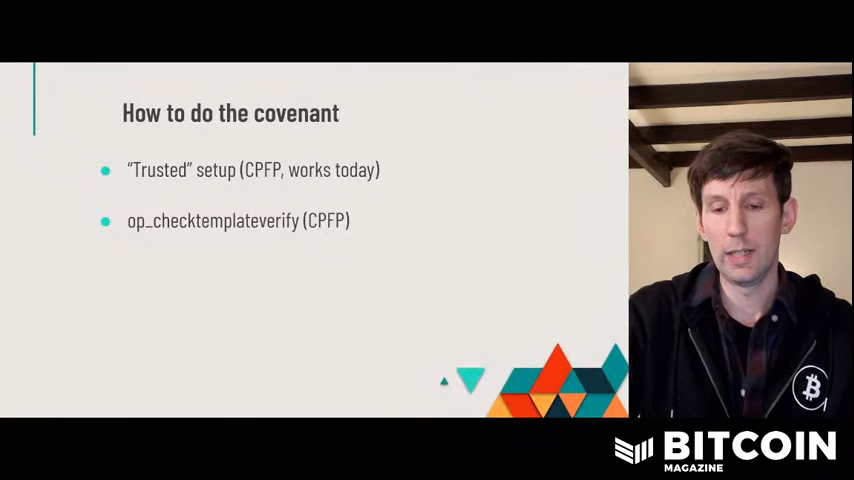 How to do the covenant
“Trusted” setup (CPFP, works today)
op_checktemplateverify (CPFP)
BITCOIN
MAGAZINE